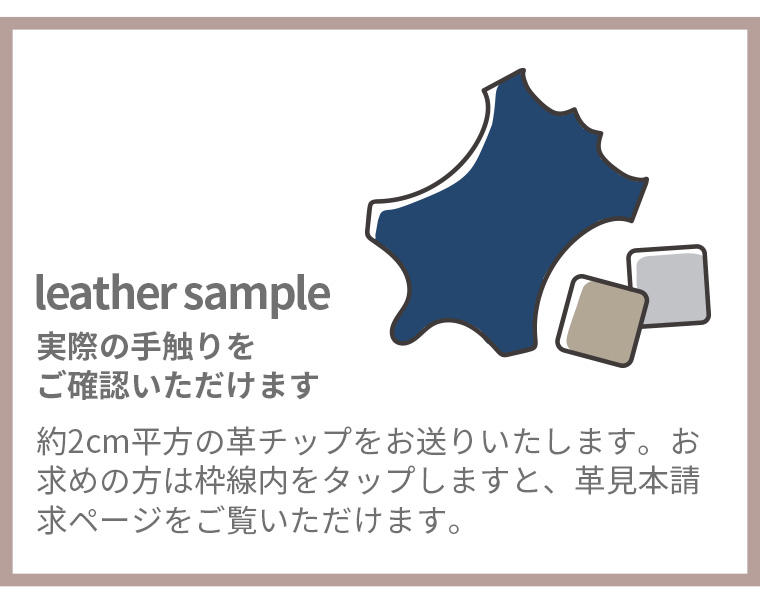 leather sample
実際の手触りを
ご確認いただけます
約2cm平方の革チップをお送りいたします。お
求めの方は枠線内をタップしますと、革見本請
求ページをご覧いただけます。